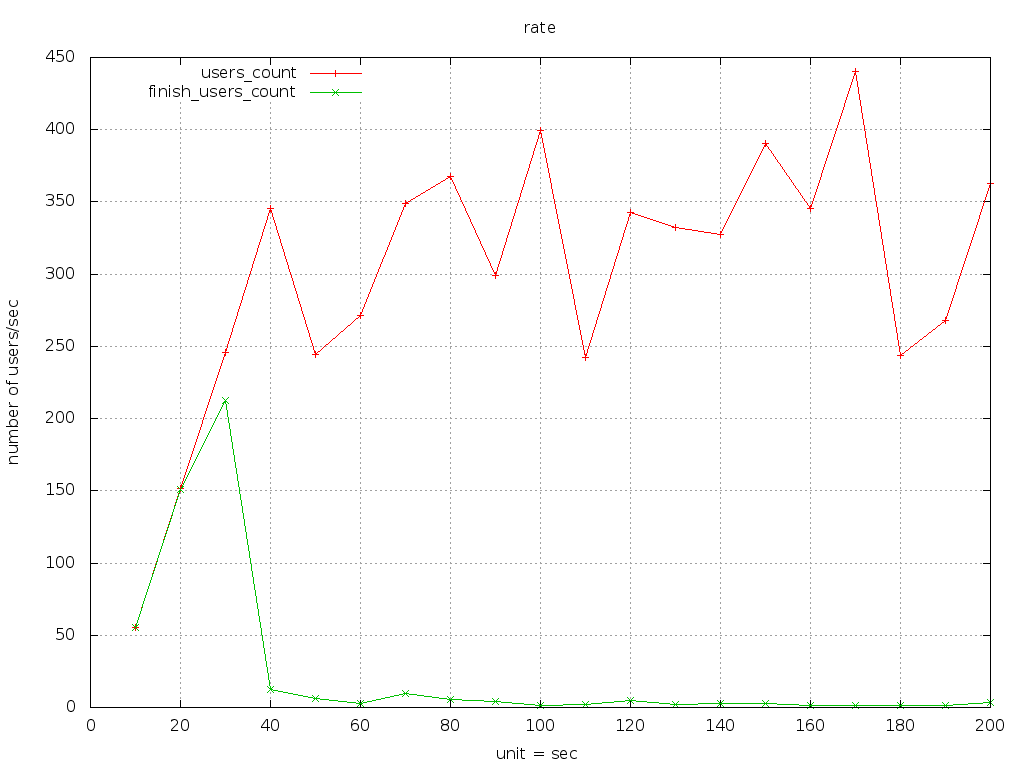 rate
users_count
finish_users_count
450
400
350
300
250
200
150
100
50
0
number of users/sec
0 20 40 60 80 100 120 140 160 180 200
unit = sec